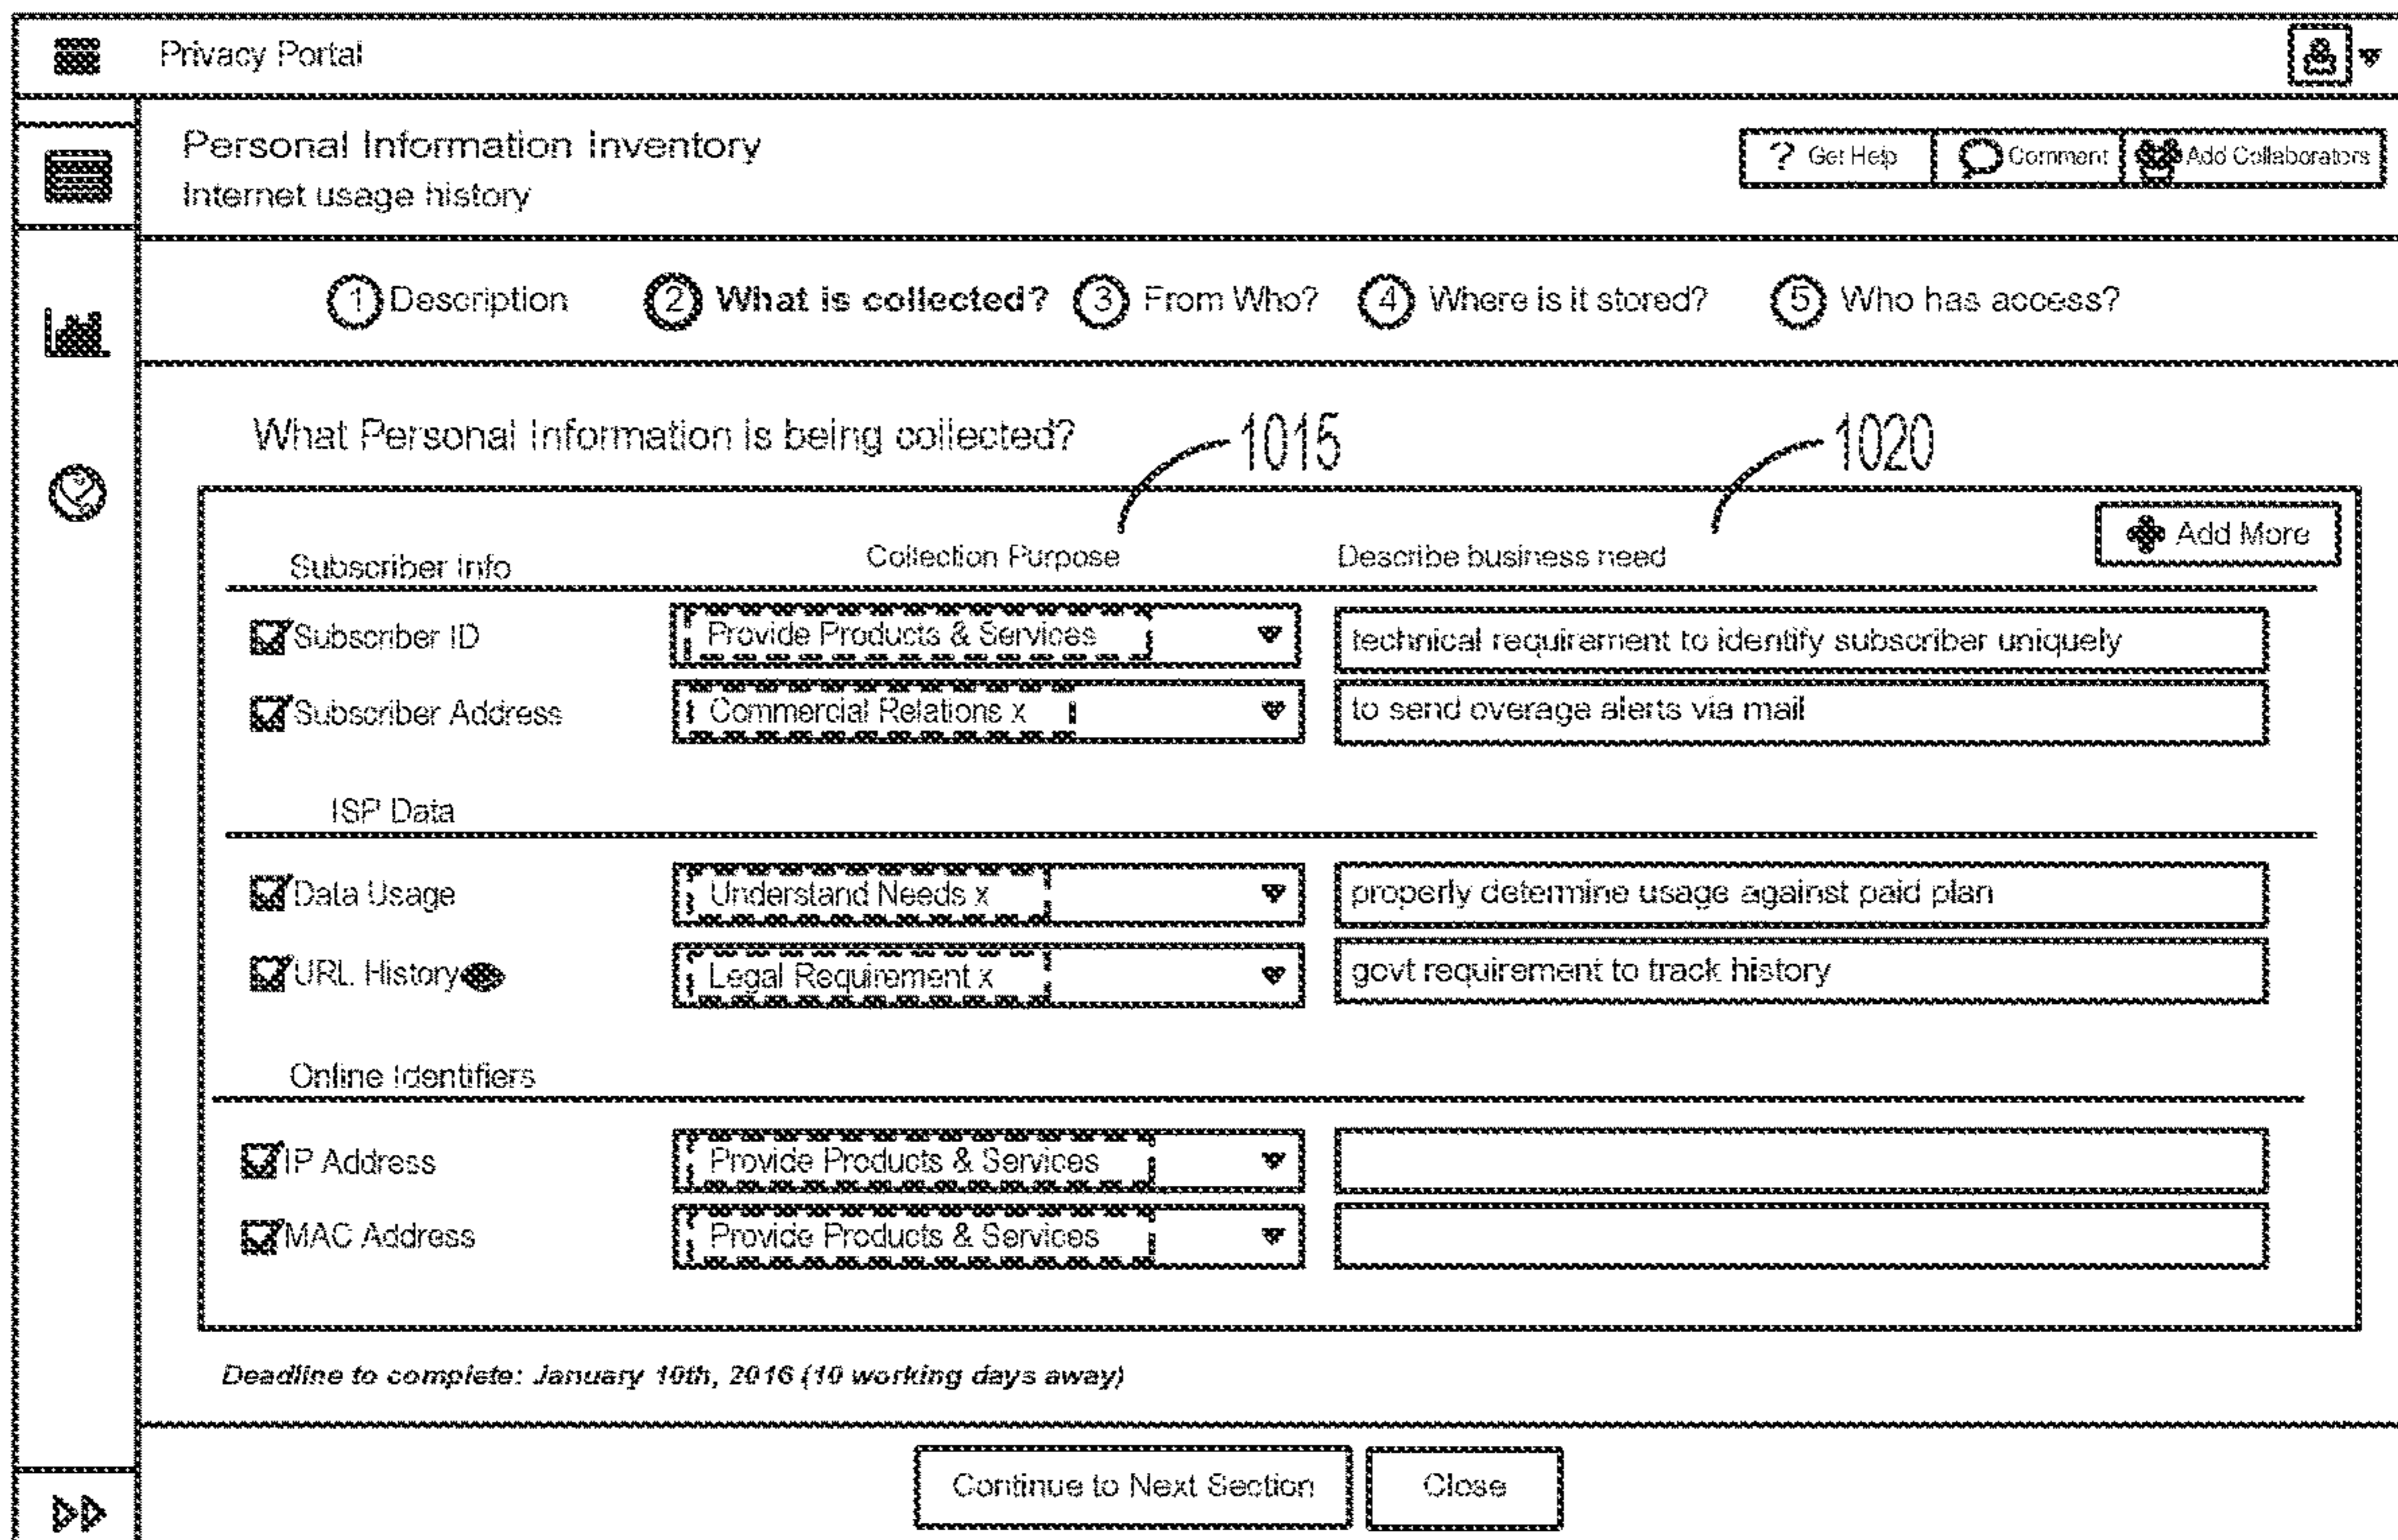 Privacy Portal
Personal Information Inventory
Internet usage history
? Get Help Comment Add Collaborators
1 Description 2 What is collected? 3 From Who? 4 Where is it stored? 5 Who has access?
What Personal Information is being collected?
1015
1020
Add More
Subscriber Info Collection Purpose Describe business need
Subscriber ID Provide Products & Services technical requirement to identify subscriber uniquely
Subscriber Address Commercial Relations x to send overage alerts via mail
ISP Data
Data Usage Understand Needs x properly determine usage against paid plan
URL History Legal Requirement x govt requirement to track history
Online Identifiers
IP Address Provide Products & Services
MAC Address Provide Products & Services
Deadline to complete: January 10th, 2016 (10 working days away)
Continue to Next Section Close